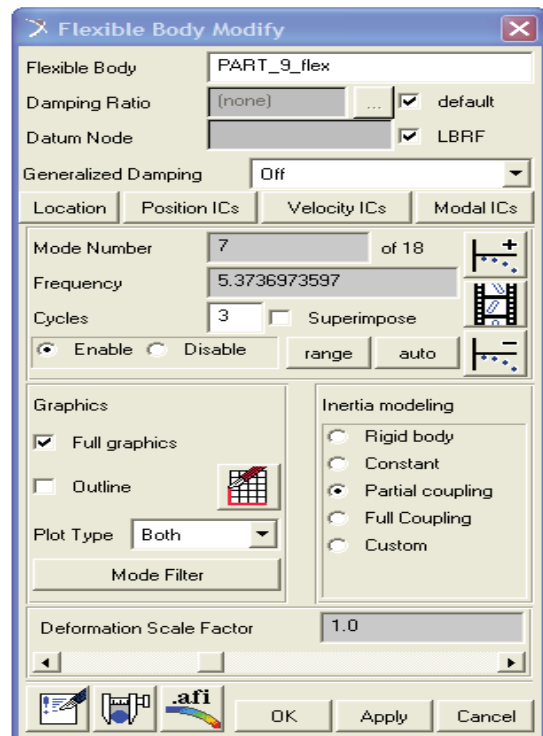 Flexible Body Modify
Flexible Body PART_9_flex
Damping Ratio (none) ... default
Datum Node LBRF
Generalized Damping Off
Location Position ICs Velocity ICs Modal ICs
Mode Number 7 of 18
Frequency 5.3736973597
Cycles 3 Superimpose
Enable Disable range auto
Graphics
Full graphics
Outline
Plot Type Both
Mode Filter
Inertia modeling
Rigid body
Constant
Partial coupling
Full Coupling
Custom
Deformation Scale Factor 1.0
.afi
OK Apply Cancel